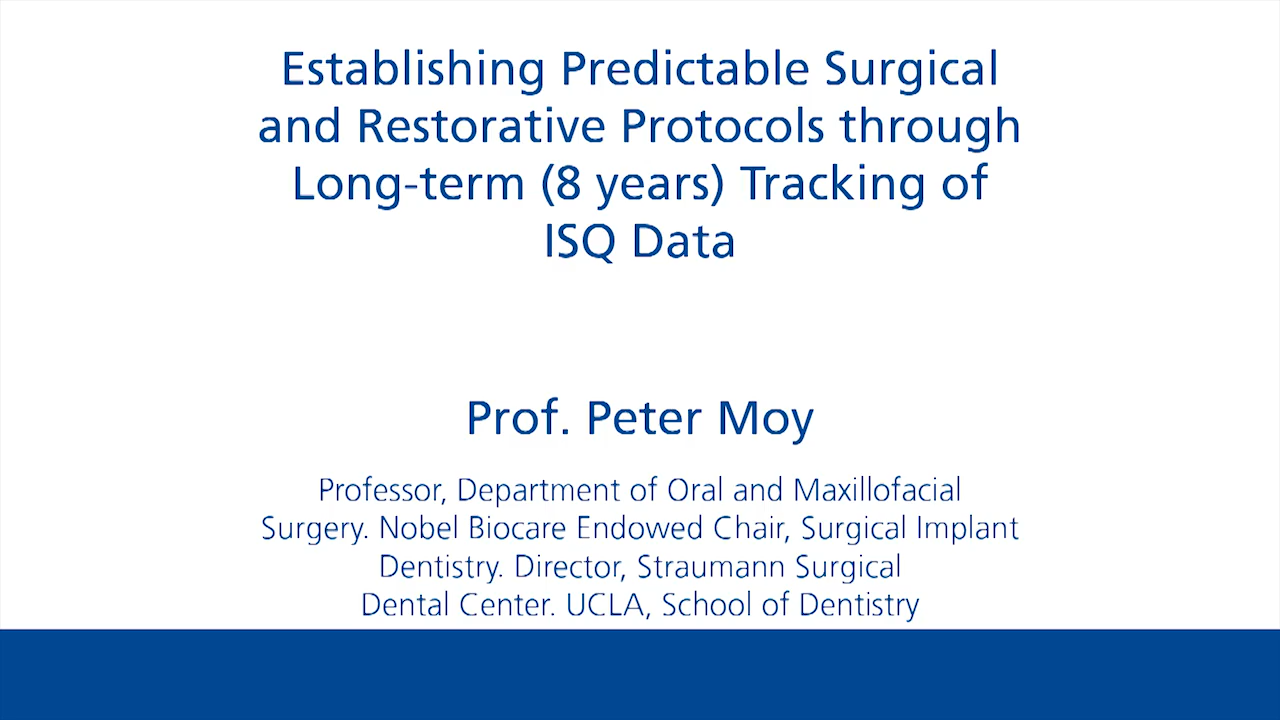 Establishing Predictable Surgical
and Restorative Protocols through
Long-term (8 years) Tracking of
ISQ Data
Prof. Peter Moy
Professor, Department of Oral and Maxillofacial
Surgery. Nobel Biocare Endowed Chair, Surgical Implant
Dentistry. Director, Straumann Surgical
Dental Center. UCLA, School of Dentistry